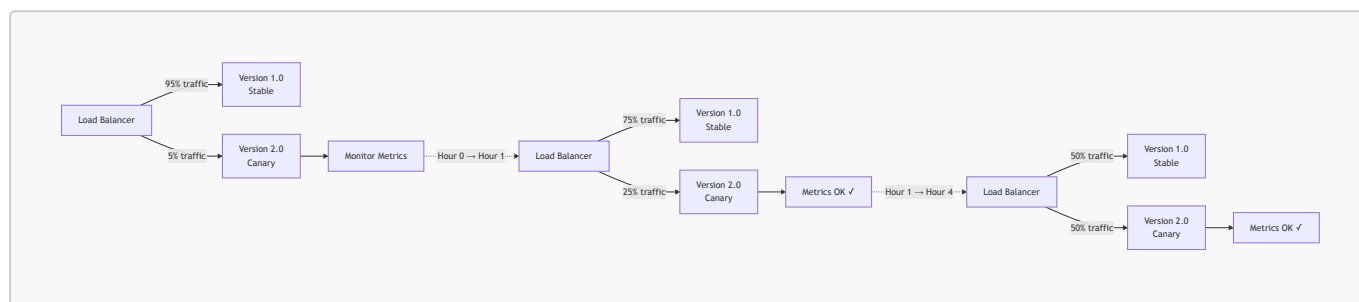 95% traffic
Version 1.0
Stable
Load Balancer
5% traffic
Version 2.0
Canary
Monitor Metrics
Hour 0 → Hour 1
75% traffic
Version 1.0
Stable
Load Balancer
25% traffic
Version 2.0
Canary
Metrics OK ✓
Hour 1 → Hour 4
50% traffic
Version 1.0
Stable
Load Balancer
50% traffic
Version 2.0
Canary
Metrics OK ✓